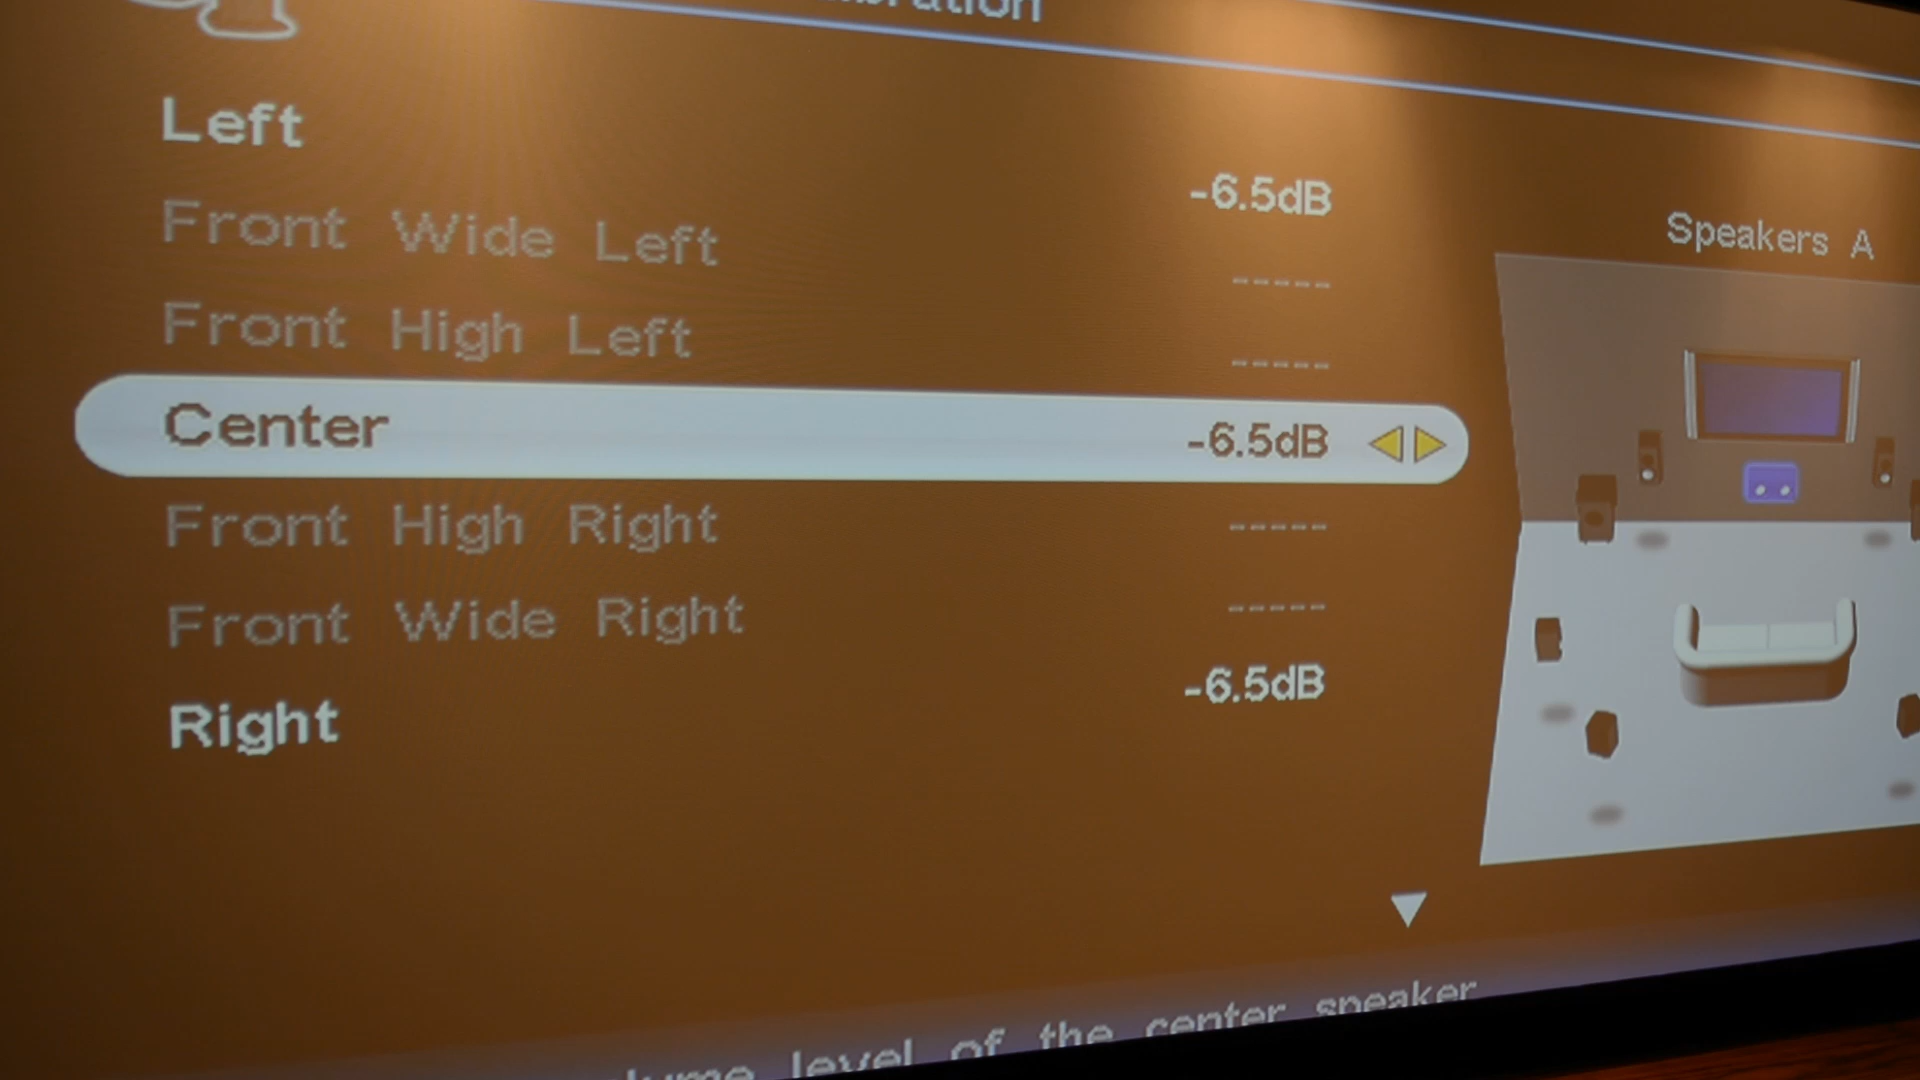 Left -6.5dB
Front Wide Left -----
Front High Left -----
Center -6.5dB
Front High Right -----
Front Wide Right -----
Right -6.5dB
Speakers A
level of the center speaker